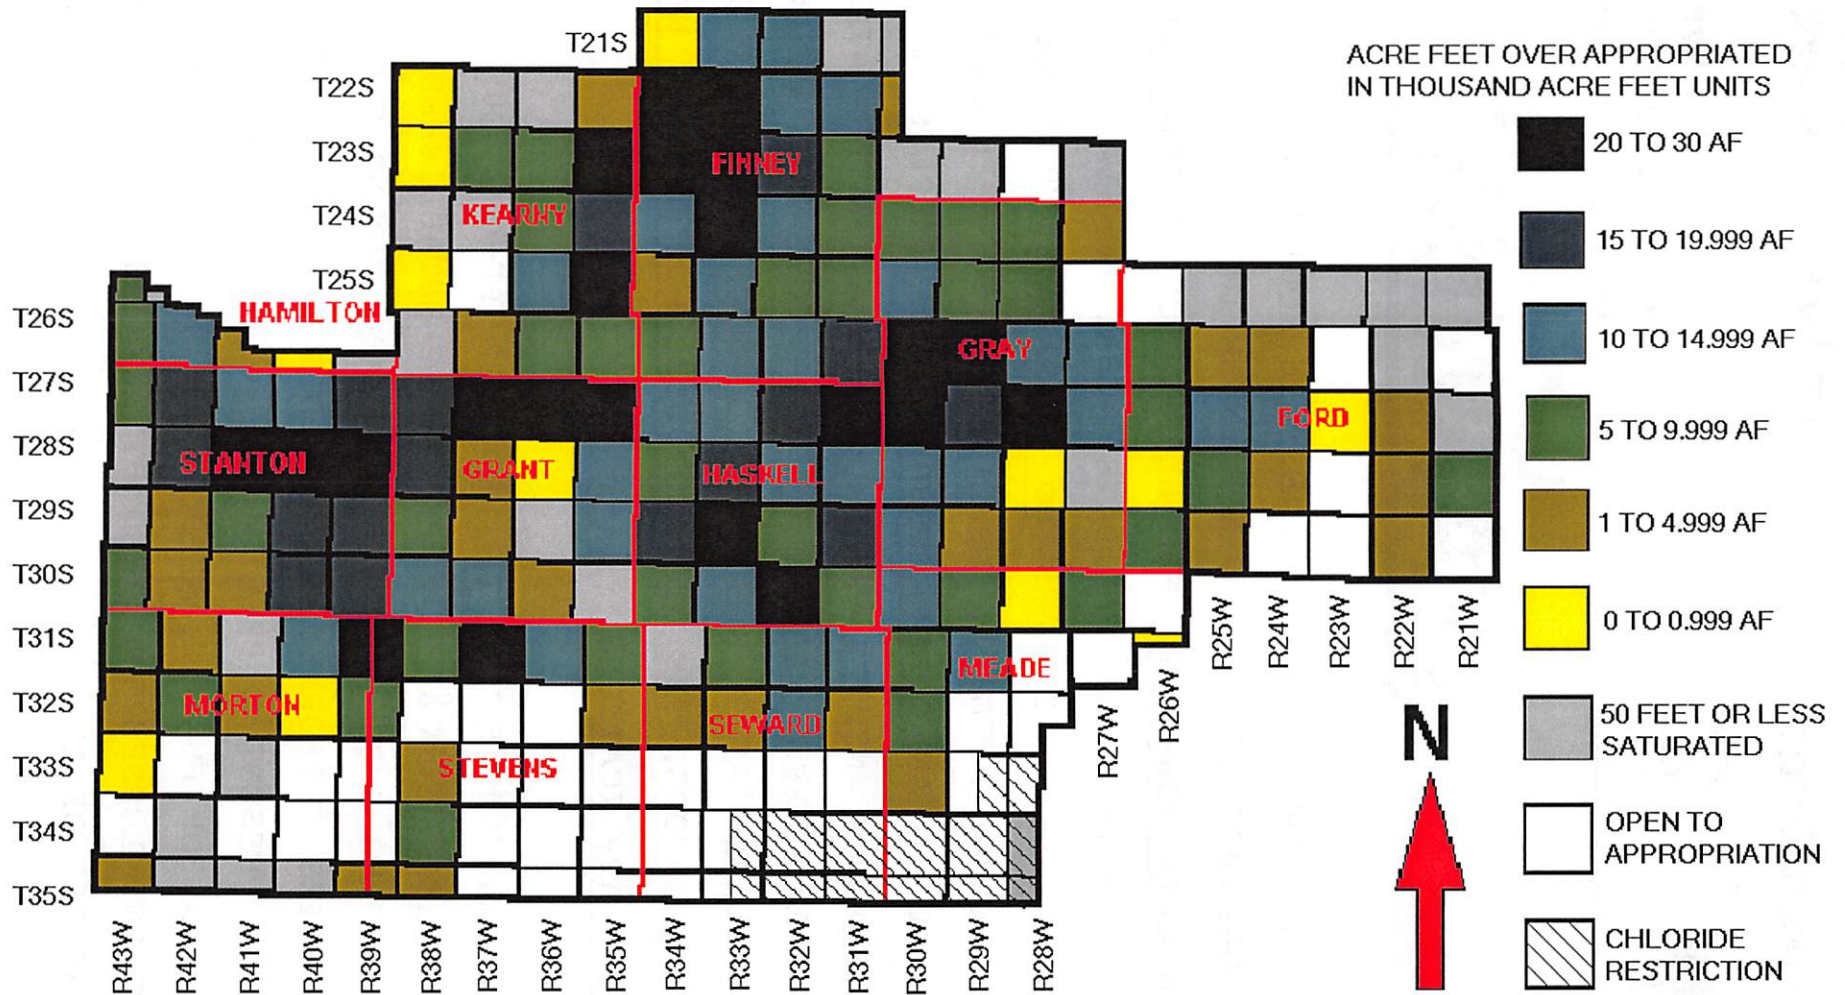 ACRE FEET OVER APPROPRIATED
IN THOUSAND ACRE FEET UNITS
20 TO 30 AF
15 TO 19.999 AF
10 TO 14.999 AF
5 TO 9.999 AF
1 TO 4.999 AF
0 TO 0.999 AF
50 FEET OR LESS
SATURATED
OPEN TO
APPROPRIATION
CHLORIDE
RESTRICTION
N
T21S
T22S
T23S
T24S
T25S
T26S
T27S
T28S
T29S
T30S
T31S
T32S
T33S
T34S
T35S
FINNEY
KEARNY
HAMILTON
GRAY
FORD
STANTON
GRANT
HASKELL
MEADE
MORTON
SEWARD
STEVENS
R25W
R24W
R23W
R22W
R21W
R27W
R26W
R43W
R42W
R41W
R40W
R39W
R38W
R37W
R36W
R35W
R34W
R33W
R32W
R31W
R30W
R29W
R28W